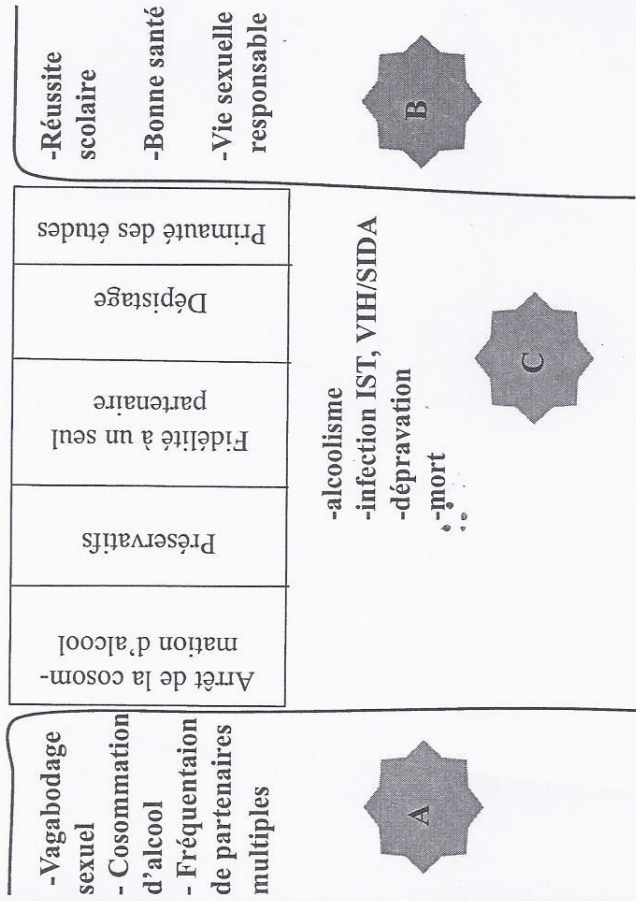 -Vagabodage
sexuel
- Cosommation
d'alcool
- Fréquentaion
de partenaires
multiples
A
Arrêt de la cosom-
mation d'alcool
Préservatifs
Fidélité à un seul
partenaire
Dépistage
Primauté des études
-alcoolisme
-infection IST, VIH/SIDA
-dépravation
-mort
C
-Réussite
scolaire
-Bonne santé
-Vie sexuelle
responsable
B